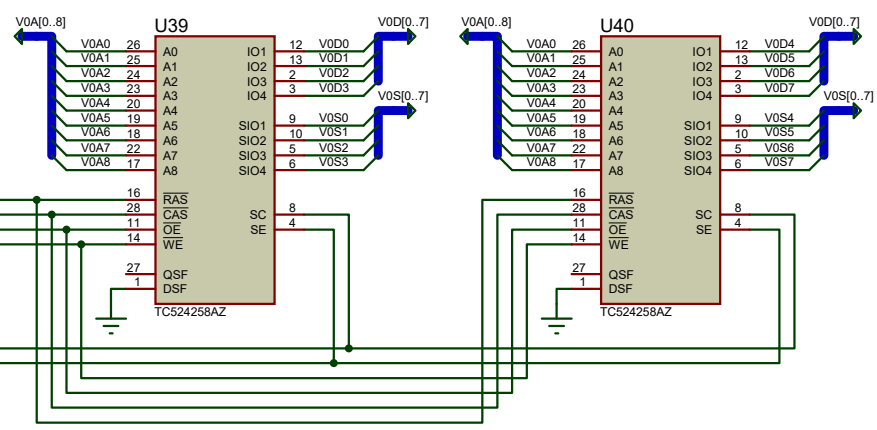 V0A[0..8]
U39
V0D[0..7]
V0A0 26 A0 IO1 12 V0D0
V0A1 25 A1 IO2 13 V0D1
V0A2 24 A2 IO3 2 V0D2
V0A3 23 A3 IO4 3 V0D3
V0A4 20 A4
V0S[0..7]
V0A5 19 A5 SIO1 9 V0S0
V0A6 18 A6 SIO2 10 V0S1
V0A7 22 A7 SIO3 5 V0S2
V0A8 17 A8 SIO4 6 V0S3
16 RAS
28 CAS SC 8
11 OE SE 4
14 WE
27 QSF
1 DSF
TC524258AZ
V0A[0..8]
U40
V0D[0..7]
V0A0 26 A0 IO1 12 V0D4
V0A1 25 A1 IO2 13 V0D5
V0A2 24 A2 IO3 2 V0D6
V0A3 23 A3 IO4 3 V0D7
V0A4 20 A4
V0S[0..7]
V0A5 19 A5 SIO1 9 V0S4
V0A6 18 A6 SIO2 10 V0S5
V0A7 22 A7 SIO3 5 V0S6
V0A8 17 A8 SIO4 6 V0S7
16 RAS
28 CAS SC 8
11 OE SE 4
14 WE
27 QSF
1 DSF
TC524258AZ